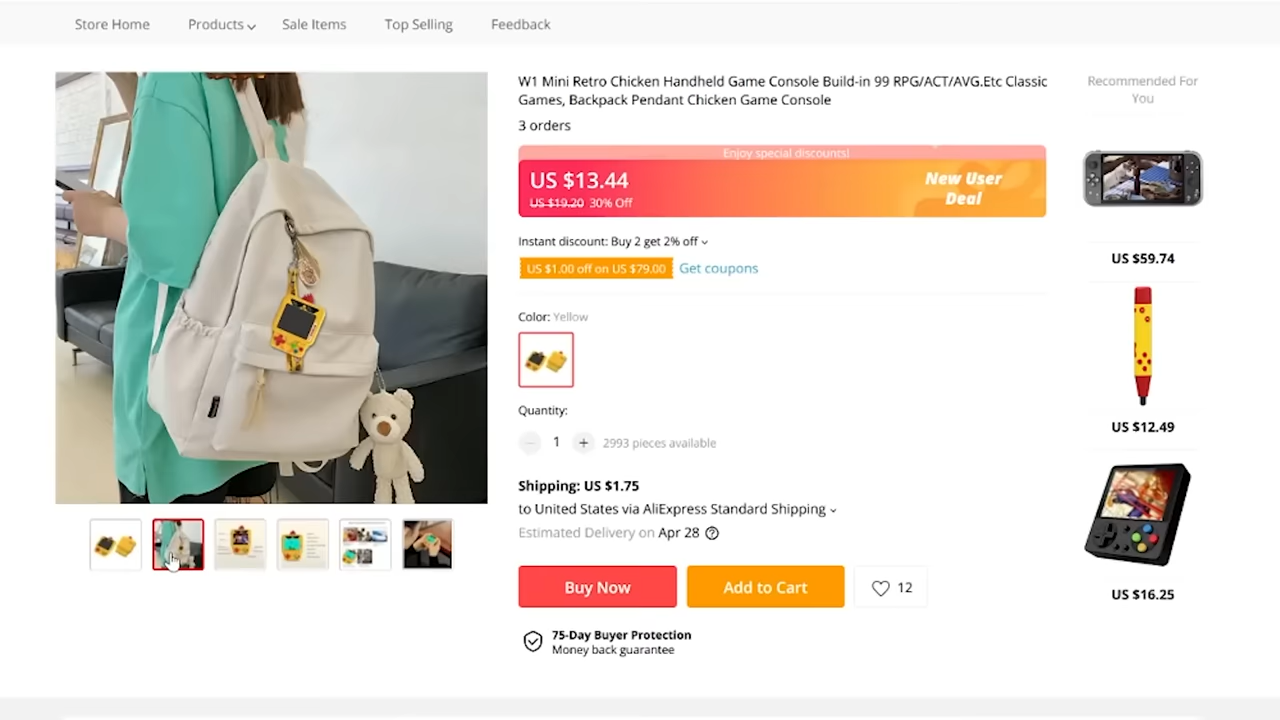 Store Home
Products
Sale Items
Top Selling
Feedback
W1 Mini Retro Chicken Handheld Game Console Build-in 99 RPG/ACT/AVG.Etc Classic
Games, Backpack Pendant Chicken Game Console
3 orders
Enjoy special discounts!
US $13.44
US $19.20 30% Off
New User
Deal
Instant discount: Buy 2 get 2% off
US $1.00 off on US $79.00 Get coupons
Color: Yellow
Quantity:
1
2993 pieces available
Shipping: US $1.75
to United States via AliExpress Standard Shipping
Estimated Delivery on Apr 28
Buy Now
Add to Cart
12
75-Day Buyer Protection
Money back guarantee
Recommended For
You
US $59.74
US $12.49
US $16.25